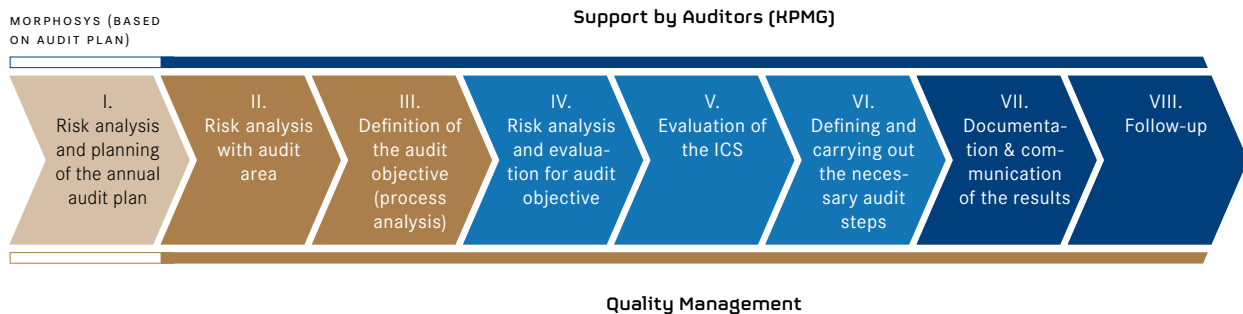 MORPHOSYS (BASED
ON AUDIT PLAN)
Support by Auditors (KPMG)
I.
Risk analysis
and planning
of the annual
audit plan
II.
Risk analysis
with audit
area
III.
Definition of
the audit
objective
(process
analysis)
IV.
Risk analysis
and evalua-
tion for audit
objective
V.
Evaluation of
the ICS
VI.
Defining and
carrying out
the neces-
sary audit
steps
VII.
Documenta-
tion & com-
munication
of the results
VIII.
Follow-up
Quality Management